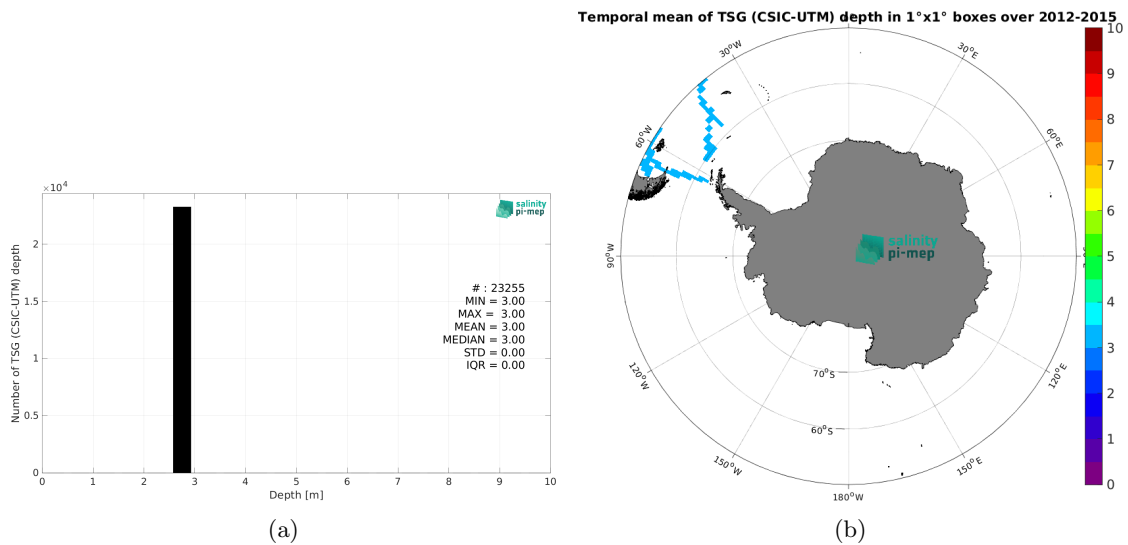 ×10⁴
2
1.5
1
0.5
0
0 1 2 3 4 5 6 7 8 9 10
Number of TSG (CSIC-UTM) depth
Depth [m]
salinity
pi-mep
# : 23255
MIN = 3.00
MAX = 3.00
MEAN = 3.00
MEDIAN = 3.00
STD = 0.00
IQR = 0.00
(a)
Temporal mean of TSG (CSIC-UTM) depth in 1°x1° boxes over 2012-2015
30°W
30°E
60°W
60°E
90°W
salinity
pi-mep
120°W
120°E
70°S
60°S
150°W
150°E
180°W
10
9
8
7
6
5
4
3
2
1
0
(b)